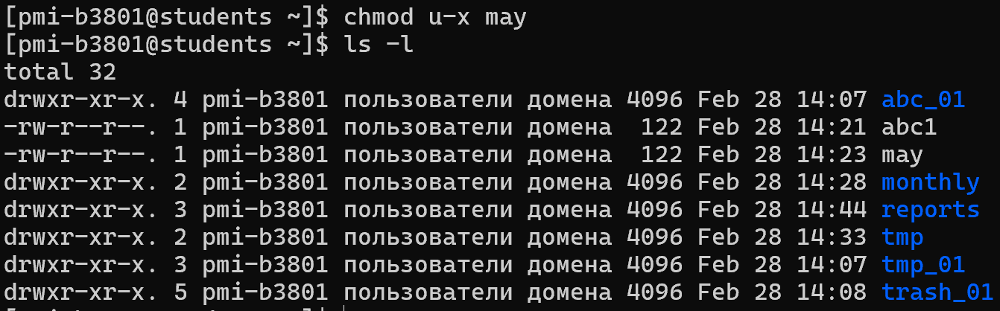 [pmi-b3801@students ~]$ chmod u-x may
[pmi-b3801@students ~]$ ls -l
total 32
drwxr-xr-x. 4 pmi-b3801 пользователи домена 4096 Feb 28 14:07 abc_01
-rw-r--r--. 1 pmi-b3801 пользователи домена  122 Feb 28 14:21 abc1
-rw-r--r--. 1 pmi-b3801 пользователи домена  122 Feb 28 14:23 may
drwxr-xr-x. 2 pmi-b3801 пользователи домена 4096 Feb 28 14:28 monthly
drwxr-xr-x. 3 pmi-b3801 пользователи домена 4096 Feb 28 14:44 reports
drwxr-xr-x. 2 pmi-b3801 пользователи домена 4096 Feb 28 14:33 tmp
drwxr-xr-x. 3 pmi-b3801 пользователи домена 4096 Feb 28 14:07 tmp_01
drwxr-xr-x. 5 pmi-b3801 пользователи домена 4096 Feb 28 14:08 trash_01